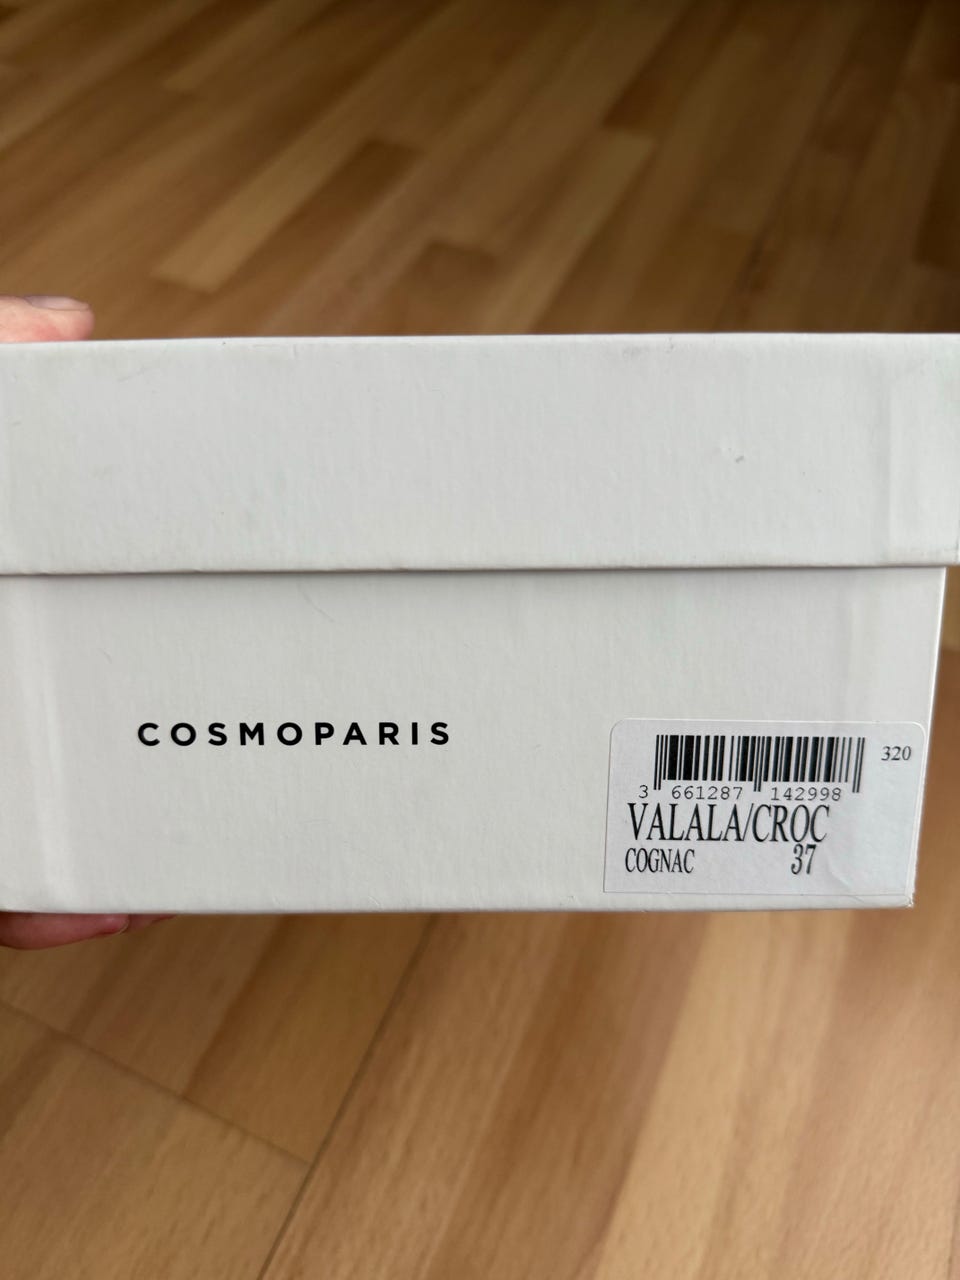 COSMOPARIS
320
3 661287 142998
VALALA/CROC
COGNAC 37